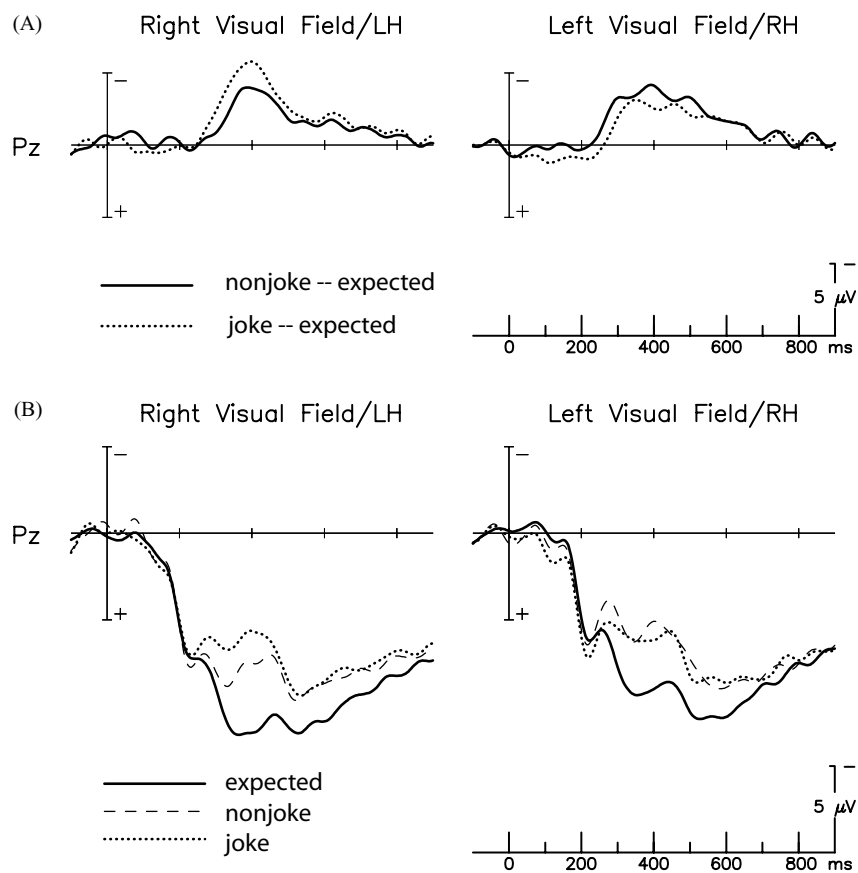 (A)
Right Visual Field/LH
Left Visual Field/RH
−
−
Pz
+
+
nonjoke -- expected
joke -- expected
−
5 μV
0 200 400 600 800 ms
(B)
Right Visual Field/LH
Left Visual Field/RH
−
−
Pz
+
+
expected
nonjoke
joke
−
5 μV
0 200 400 600 800 ms